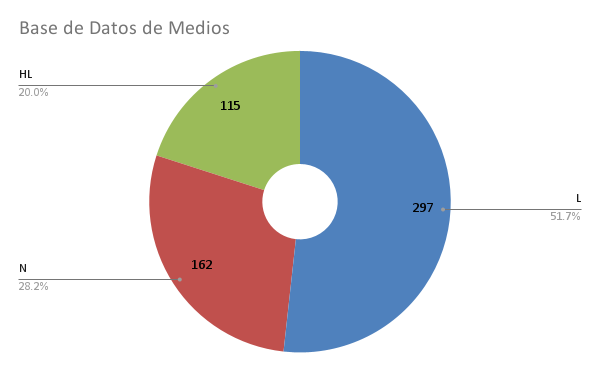 Base de Datos de Medios
HL
20.0%
115
L
297
51.7%
N
162
28.2%